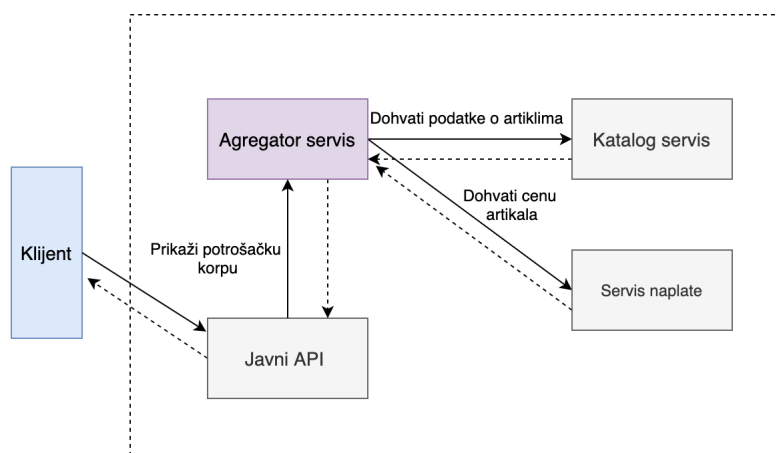 Dohvati podatke o artiklima
Agregator servis
Katalog servis
Dohvati cenu
artikala
Klijent
Prikaži potrošačku
korpu
Servis naplate
Javni API